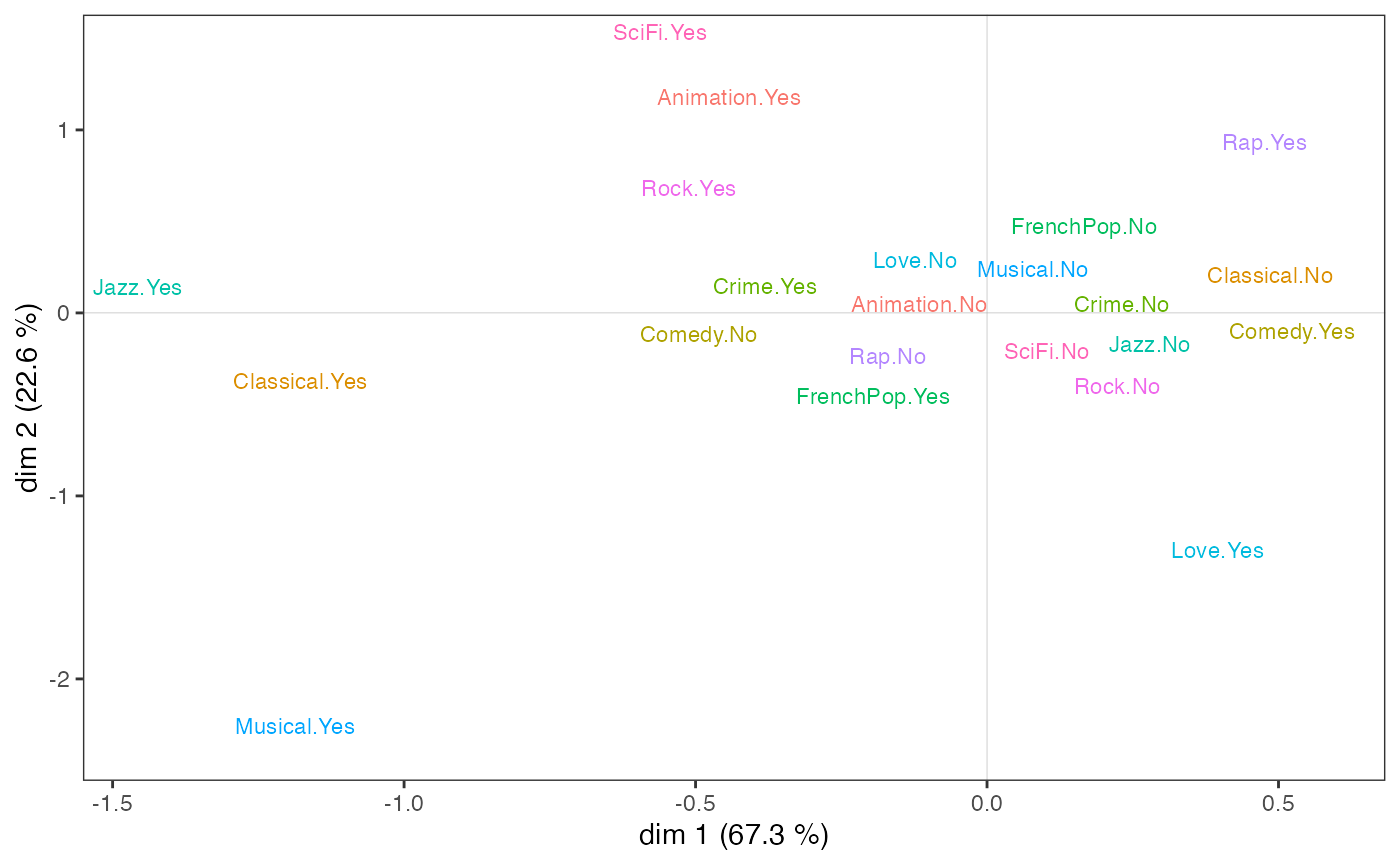 SciFi.Yes
Animation.Yes
1
Rap.Yes
Rock.Yes
FrenchPop.No
Love.No
Musical.No
Classical.No
Jazz.Yes
Crime.Yes
Animation.No
Crime.No
0
Comedy.No
Comedy.Yes
Rap.No
SciFi.No
Jazz.No
Classical.Yes
Rock.No
FrenchPop.Yes
dim 2 (22.6 %)
-1
Love.Yes
-2
Musical.Yes
-1.5
-1.0
-0.5
0.0
0.5
dim 1 (67.3 %)